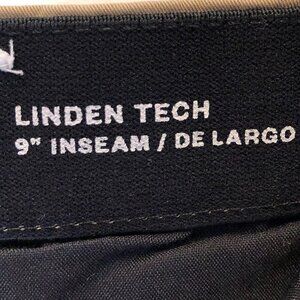 LINDEN TECH
9" INSEAM / DE LARGO